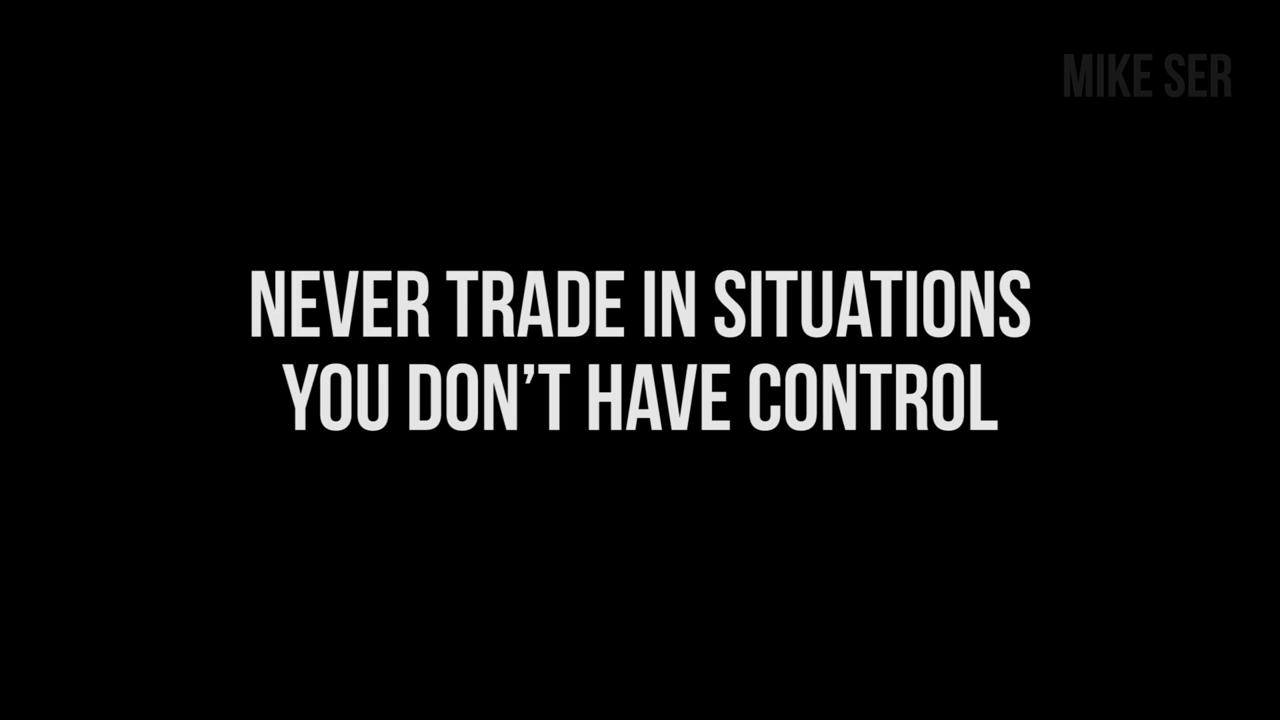 MIKE SER
NEVER TRADE IN SITUATIONS
YOU DON’T HAVE CONTROL